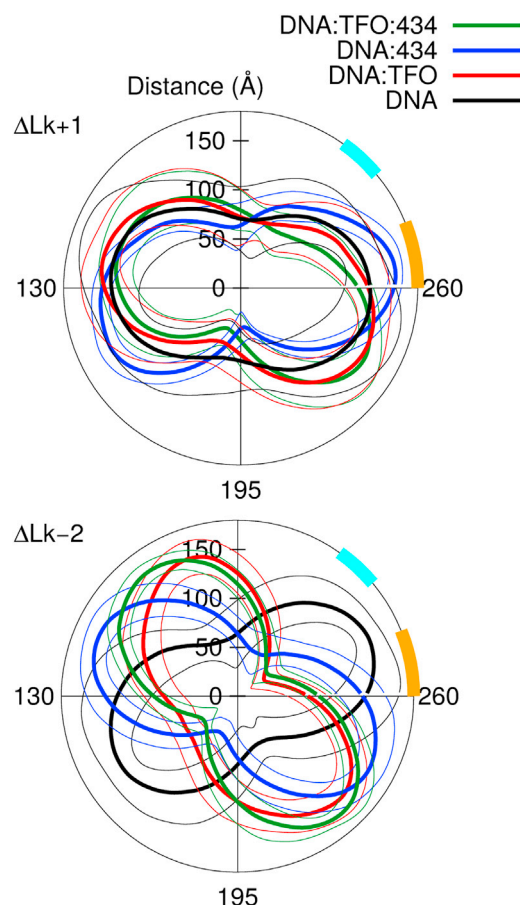 DNA:TFO:434
DNA:434
DNA:TFO
DNA
Distance (Å)
ΔLk+1
150
100
50
0
130
260
195
ΔLk−2
150
100
50
0
130
260
195